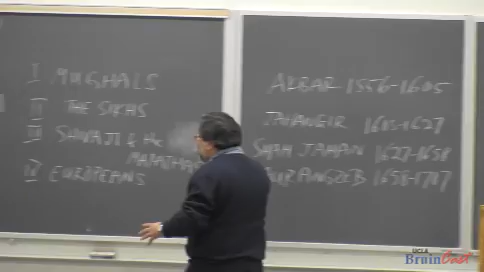 I MUGHALS
II THE SIKHS
III SHIVAJI & the
MARATHAS
IV EUROPEANS
AKBAR 1556-1605
JAHANGIR 1605-1627
SHAH JAHAN 1627-1658
AURANGZEB 1658-1707
UCLA
BruinCast